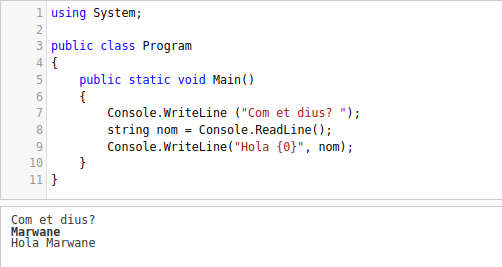 1 using System;
2
3 public class Program
4 {
5     public static void Main()
6     {
7         Console.WriteLine ("Com et dius? ");
8         string nom = Console.ReadLine();
9         Console.WriteLine("Hola {0}", nom);
10     }
11 }
Com et dius?
Marwane
Hola Marwane